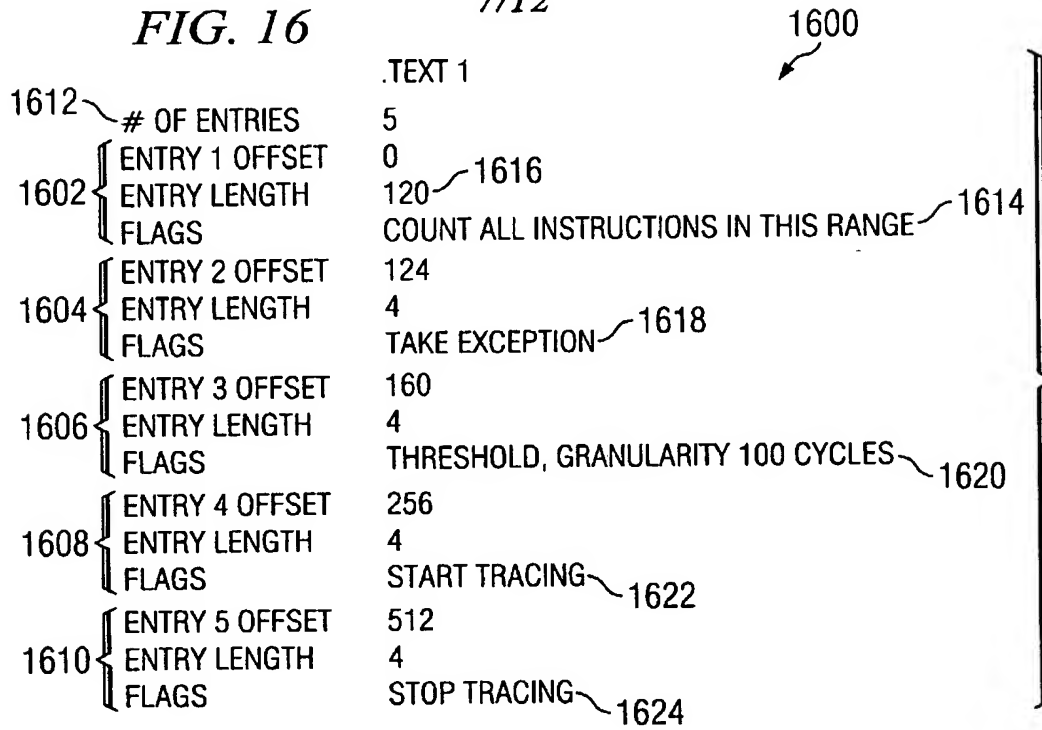 FIG. 16
7/12
1600
.TEXT 1
1612 # OF ENTRIES 5
ENTRY 1 OFFSET 0
1602 ENTRY LENGTH 120 1616
FLAGS COUNT ALL INSTRUCTIONS IN THIS RANGE 1614
ENTRY 2 OFFSET 124
1604 ENTRY LENGTH 4
FLAGS TAKE EXCEPTION 1618
ENTRY 3 OFFSET 160
1606 ENTRY LENGTH 4
FLAGS THRESHOLD, GRANULARITY 100 CYCLES 1620
ENTRY 4 OFFSET 256
1608 ENTRY LENGTH 4
FLAGS START TRACING 1622
ENTRY 5 OFFSET 512
1610 ENTRY LENGTH 4
FLAGS STOP TRACING 1624